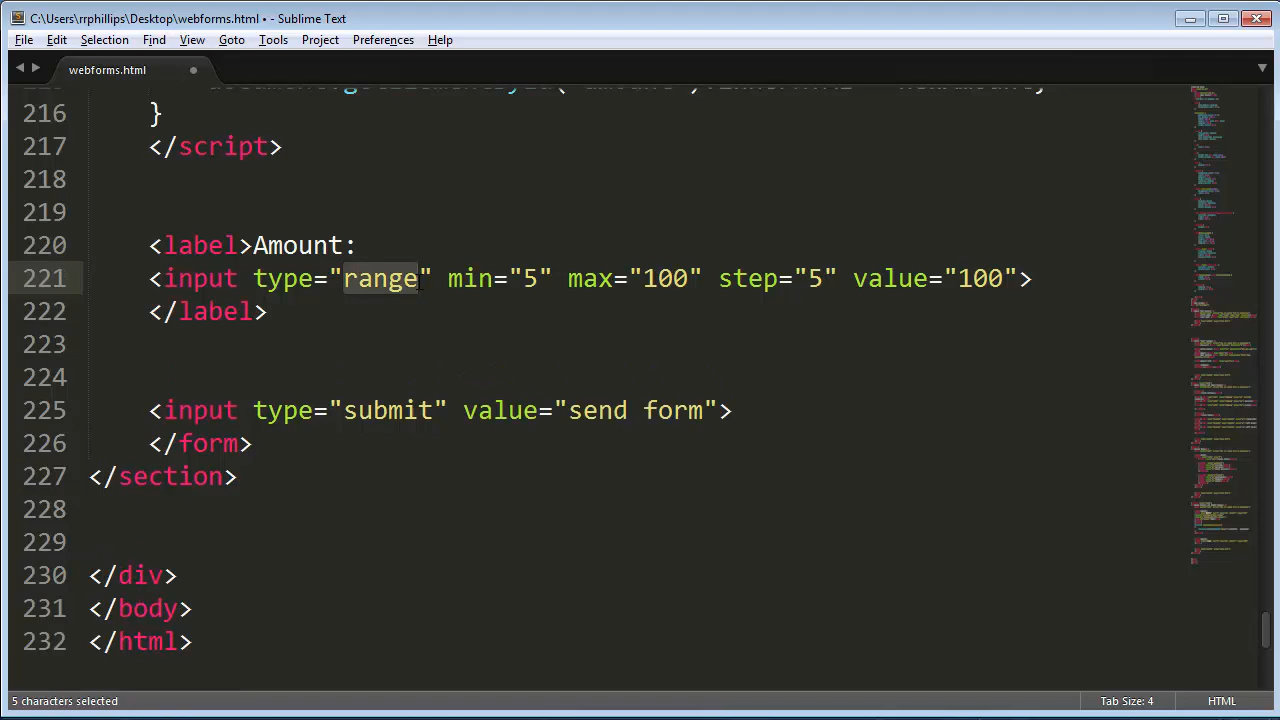 C:\Users\rrphillips\Desktop\webforms.html • - Sublime Text
File Edit Selection Find View Goto Tools Project Preferences Help
webforms.html
216 }
217 </script>
218
219
220 <label>Amount:
221 <input type="range" min="5" max="100" step="5" value="100">
222 </label>
223
224
225 <input type="submit" value="send form">
226 </form>
227 </section>
228
229
230 </div>
231 </body>
232 </html>
5 characters selected Tab Size: 4 HTML